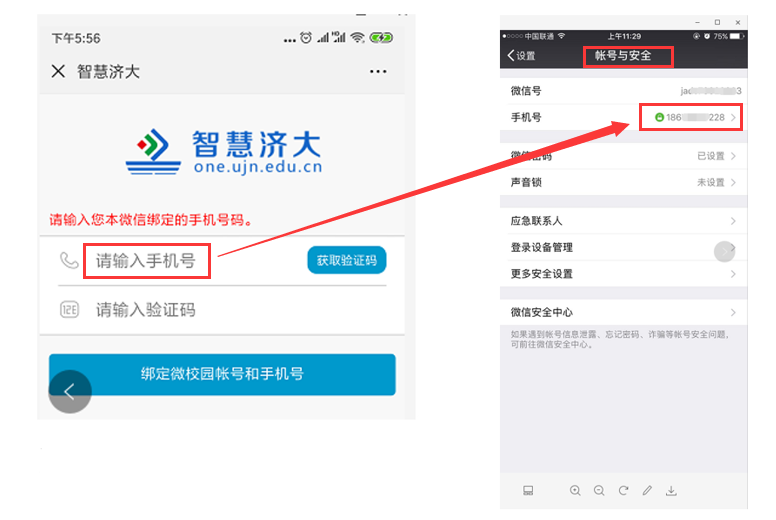 下午5:56
智慧济大
智慧济大
one.ujn.edu.cn
请输入您本微信绑定的手机号码。
请输入手机号
获取验证码
请输入验证码
绑定微校园帐号和手机号
中国联通
上午11:29
75%
设置
帐号与安全
微信号
手机号
186
228
微信密码
已设置
声音锁
未设置
应急联系人
登录设备管理
更多安全设置
微信安全中心
如果遇到帐号信息泄露、忘记密码、诈骗等帐号安全问题,
可前往微信安全中心。